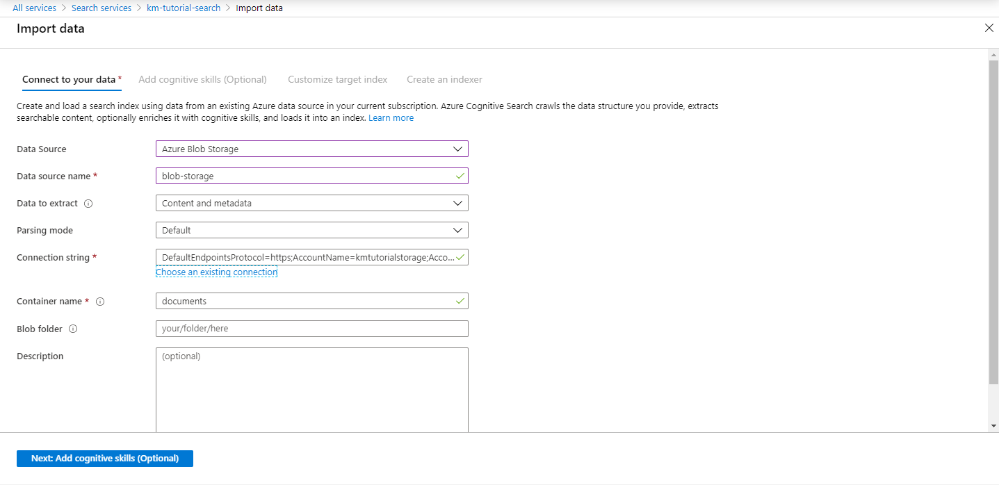 All services > Search services > km-tutorial-search > Import data
Import data
Connect to your data * Add cognitive skills (Optional) Customize target index Create an indexer
Create and load a search index using data from an existing Azure data source in your current subscription. Azure Cognitive Search crawls the data structure you provide, extracts
searchable content, optionally enriches it with cognitive skills, and loads it into an index. Learn more
Data Source Azure Blob Storage
Data source name * blob-storage
Data to extract Content and metadata
Parsing mode Default
Connection string * DefaultEndpointsProtocol=https;AccountName=kmtutorialstorage;Acco...
Choose an existing connection
Container name * documents
Blob folder your/folder/here
Description (optional)
Next: Add cognitive skills (Optional)